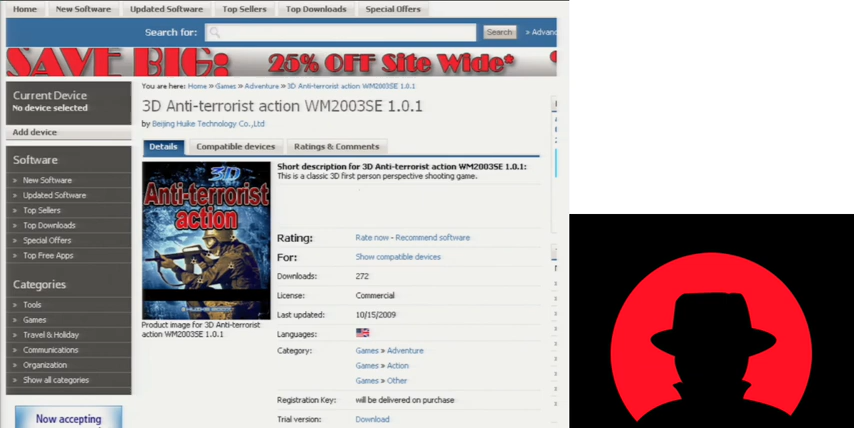 Home New Software Updated Software Top Sellers Top Downloads Special Offers
Search for: Search » Advanc
SAVE BIG: 25% OFF Site Wide*
Current Device
No device selected
Add device
Software
» New Software
» Updated Software
» Top Sellers
» Top Downloads
» Special Offers
» Top Free Apps
Categories
» Tools
» Games
» Travel & Holiday
» Communications
» Organization
» Show all categories
Now accepting
You are here: Home » Games » Adventure » 3D Anti-terrorist action WM2003SE 1.0.1
3D Anti-terrorist action WM2003SE 1.0.1
by Beijing Huike Technology Co.,Ltd
Details Compatible devices Ratings & Comments
3D
Anti-terrorist
action
Product image for 3D Anti-terrorist
action WM2003SE 1.0.1
Short description for 3D Anti-terrorist action WM2003SE 1.0.1:
This is a classic 3D first person perspective shooting game.
Rating: Rate now - Recommend software
For: Show compatible devices
Downloads: 272
License: Commercial
Last updated: 10/15/2009
Languages:
Category: Games » Adventure
Games » Action
Games » Other
Registration Key: will be delivered on purchase
Trial version: Download